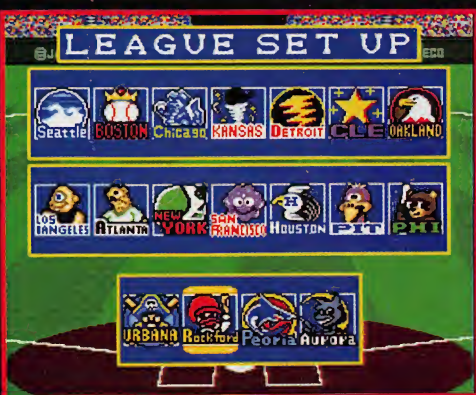 LEAGUE SET UP
Seattle BOSTON Chicago KANSAS DETROIT CLE OAKLAND
LOS ANGELES ATLANTA NEW YORK SAN FRANCISCO HOUSTON PIT PHI
URBANA Rockford Peoria AURORA